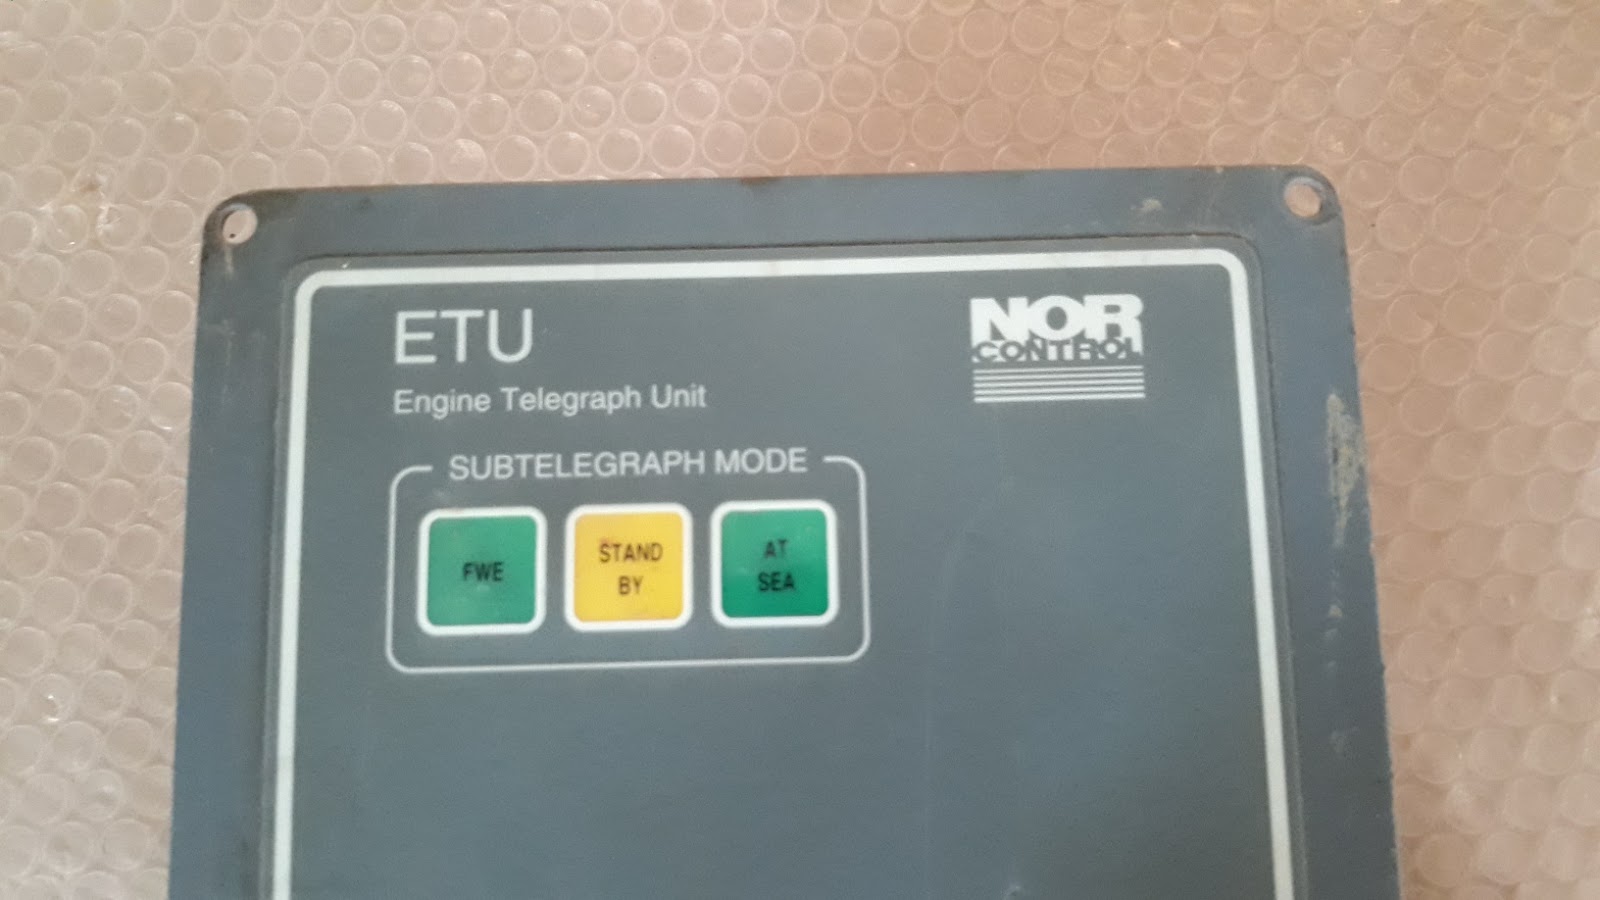 ETU
Engine Telegraph Unit
NOR
CONTROL
SUBTELEGRAPH MODE
FWE
STAND
BY
AT
SEA